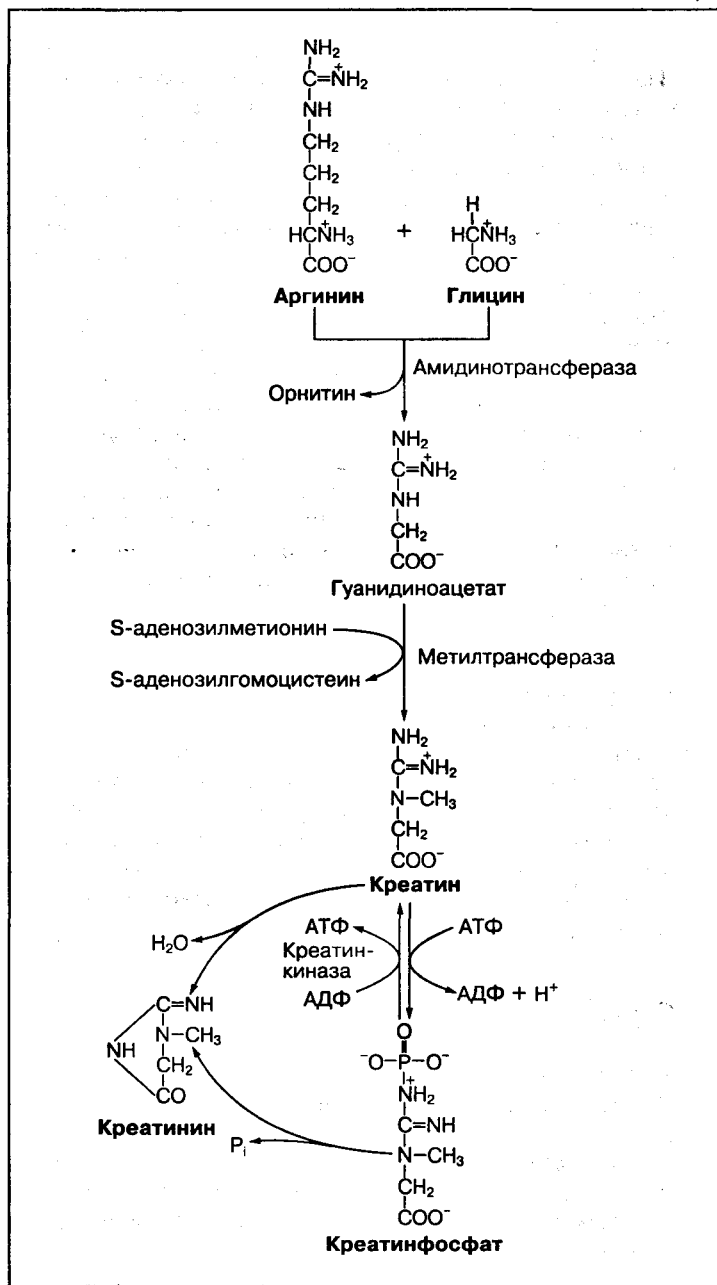 NH₂
C=N⁺H₂
NH
CH₂
CH₂
CH₂
HCN⁺H₃ + H
COO⁻ HCN⁺H₃
COO⁻
Аргинин Глицин
Амидинотрансфераза
Орнитин
NH₂
C=N⁺H₂
NH
CH₂
COO⁻
Гуанидиноацетат
S-аденозилметионин
Метилтрансфераза
S-аденозилгомоцистеин
NH₂
C=N⁺H₂
N–CH₃
CH₂
COO⁻
Креатин
H₂O
АТФ АТФ
Креатин-
киназа
АДФ АДФ + H⁺
C=NH
N–CH₃
NH
CH₂
CO
Креатинин
O
⁻O–P–O⁻
N⁺H₂
C=NH
Pᵢ
N–CH₃
CH₂
COO⁻
Креатинфосфат